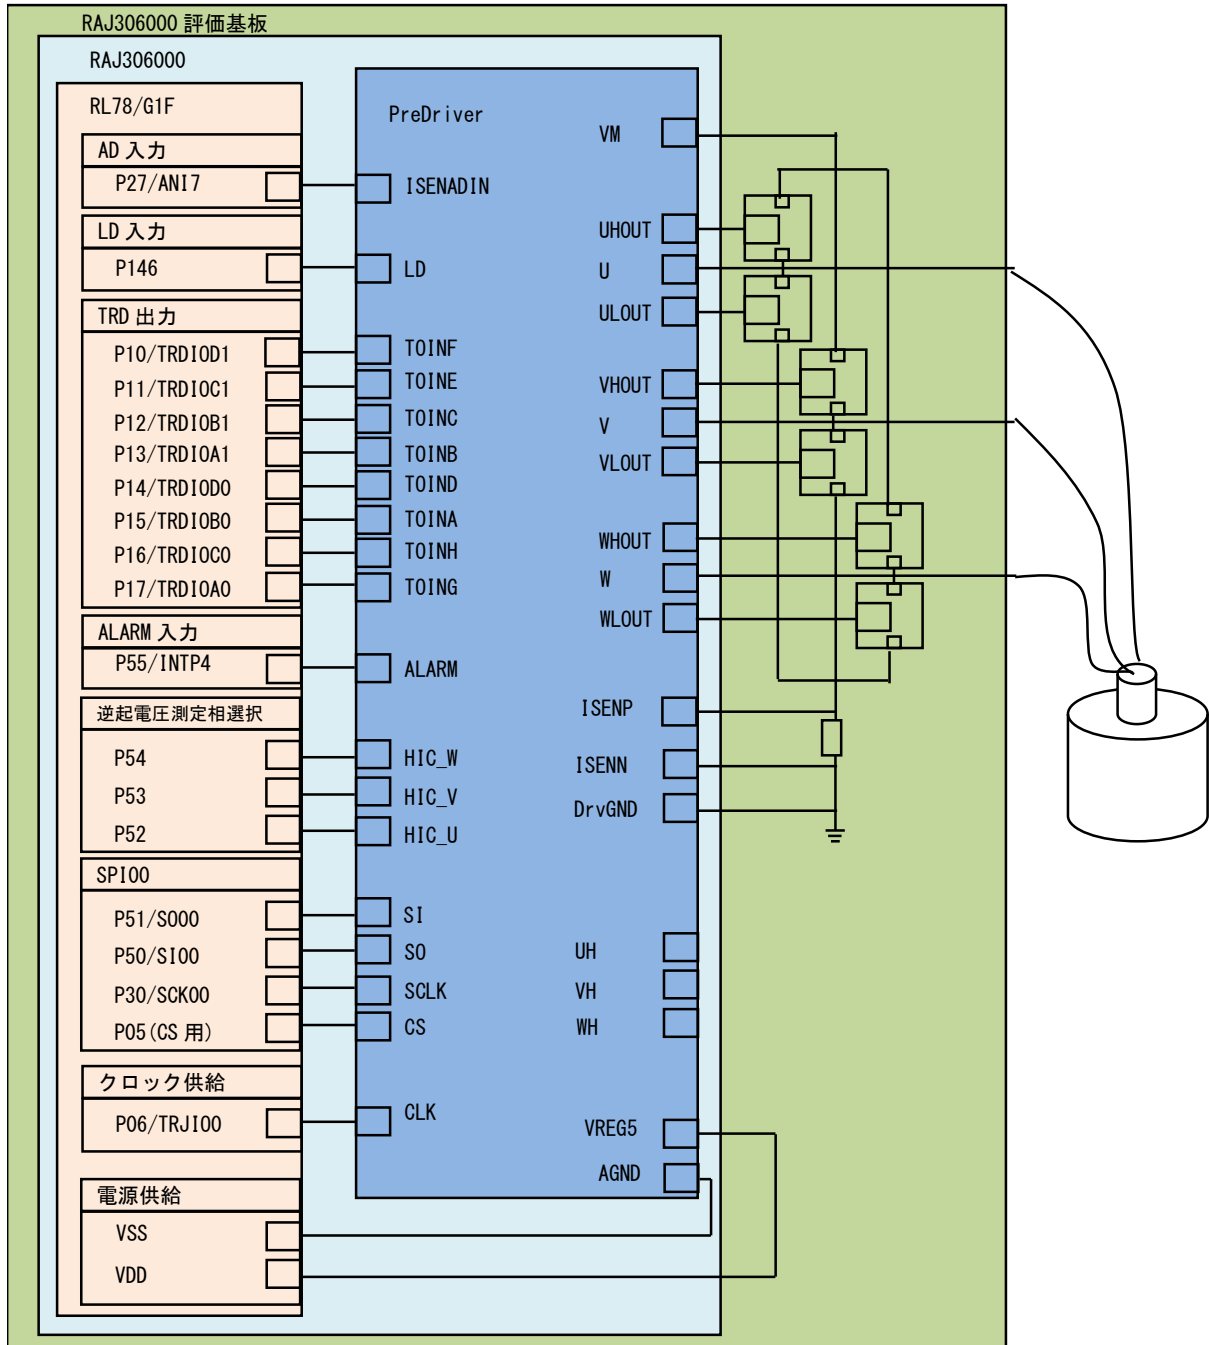 RAJ306000 評価基板
RAJ306000
RL78/G1F
AD 入力
P27/ANI7
LD 入力
P146
TRD 出力
P10/TRDIOD1
P11/TRDIOC1
P12/TRDIOB1
P13/TRDIOA1
P14/TRDIOD0
P15/TRDIOB0
P16/TRDIOC0
P17/TRDIOA0
ALARM 入力
P55/INTP4
逆起電圧測定相選択
P54
P53
P52
SPI00
P51/SO00
P50/SI00
P30/SCK00
P05(CS 用)
クロック供給
P06/TRJIO0
電源供給
VSS
VDD
PreDriver
ISENADIN
LD
TOINF
TOINE
TOINC
TOINB
TOIND
TOINA
TOINH
TOING
ALARM
HIC_W
HIC_V
HIC_U
SI
SO
SCLK
CS
CLK
VM
UHOUT
U
ULOUT
VHOUT
V
VLOUT
WHOUT
W
WLOUT
ISENP
ISENN
DrvGND
UH
VH
WH
VREG5
AGND